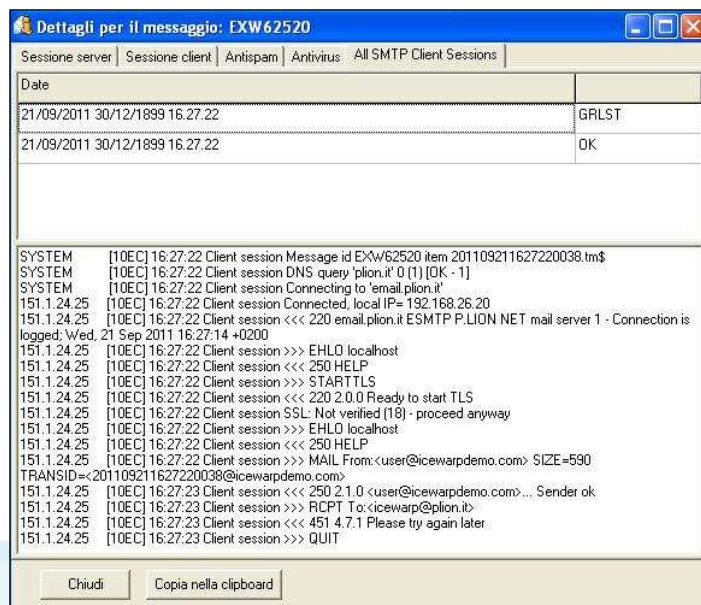 Dettagli per il messaggio: EXW62520
Sessione server Sessione client Antispam Antivirus All SMTP Client Sessions
Date
21/09/2011 30/12/1899 16.27.22 GRLST
21/09/2011 30/12/1899 16.27.22 OK
SYSTEM [10EC] 16:27:22 Client session Message id EXW62520 item 201109211627220038.tm$
SYSTEM [10EC] 16:27:22 Client session DNS query 'plion.it' 0 (1) [OK - 1]
SYSTEM [10EC] 16:27:22 Client session Connecting to 'email.plion.it'
151.1.24.25 [10EC] 16:27:22 Client session Connected, local IP= 192.168.26.20
151.1.24.25 [10EC] 16:27:22 Client session <<< 220 email.plion.it ESMTP P.LION NET mail server 1 - Connection is
logged; Wed, 21 Sep 2011 16:27:14 +0200
151.1.24.25 [10EC] 16:27:22 Client session >>> EHLO localhost
151.1.24.25 [10EC] 16:27:22 Client session <<< 250 HELP
151.1.24.25 [10EC] 16:27:22 Client session >>> STARTTLS
151.1.24.25 [10EC] 16:27:22 Client session <<< 220 2.0.0 Ready to start TLS
151.1.24.25 [10EC] 16:27:22 Client session SSL: Not verified (18) - proceed anyway
151.1.24.25 [10EC] 16:27:22 Client session >>> EHLO localhost
151.1.24.25 [10EC] 16:27:22 Client session <<< 250 HELP
151.1.24.25 [10EC] 16:27:22 Client session >>> MAIL From:<user@icewarpdemo.com> SIZE=590
TRANSID=<201109211627220038@icewarpdemo.com>
151.1.24.25 [10EC] 16:27:23 Client session <<< 250 2.1.0 <user@icewarpdemo.com>... Sender ok
151.1.24.25 [10EC] 16:27:23 Client session >>> RCPT To:<icewarp@plion.it>
151.1.24.25 [10EC] 16:27:23 Client session <<< 451 4.7.1 Please try again later
151.1.24.25 [10EC] 16:27:23 Client session >>> QUIT
Chiudi Copia nella clipboard